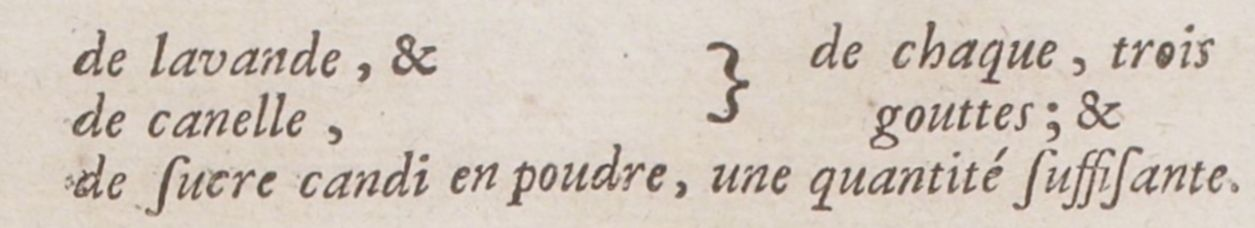 de lavande, & } de chaque, trois
de canelle, gouttes; &
de ſucre candi en poudre, une quantité ſuffiſante.